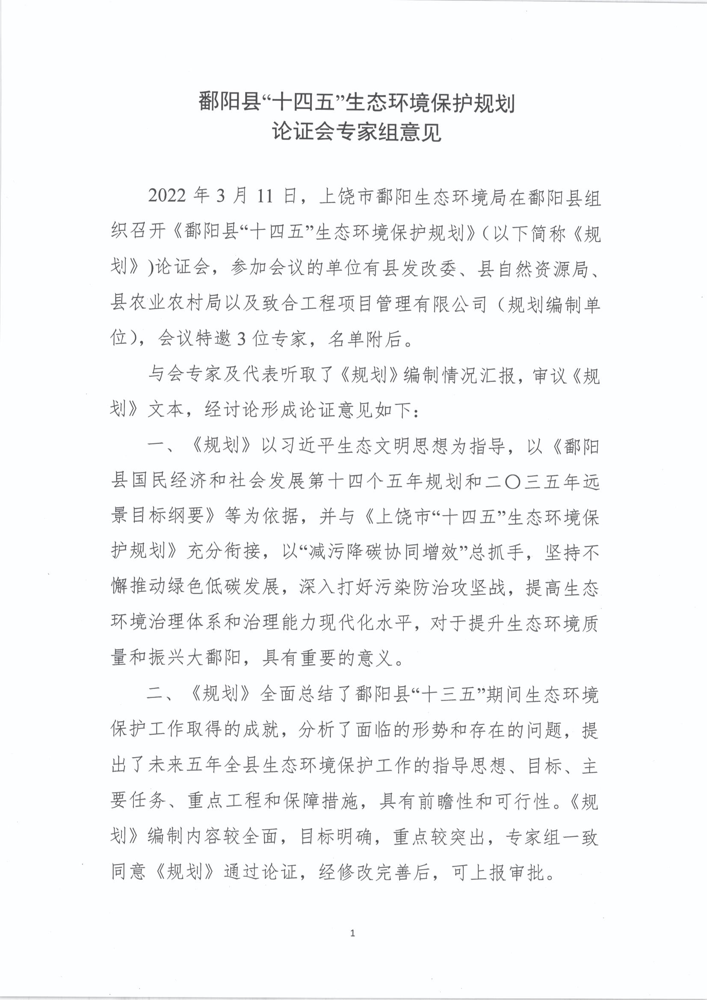 鄱阳县“十四五”生态环境保护规划
论证会专家组意见
2022 年 3 月 11 日，上饶市鄱阳生态环境局在鄱阳县组
织召开《鄱阳县“十四五”生态环境保护规划》（以下简称《规
划》)论证会，参加会议的单位有县发改委、县自然资源局、
县农业农村局以及致合工程项目管理有限公司（规划编制单
位），会议特邀 3 位专家，名单附后。
与会专家及代表听取了《规划》编制情况汇报，审议《规
划》文本，经讨论形成论证意见如下：
一、《规划》以习近平生态文明思想为指导，以《鄱阳
县国民经济和社会发展第十四个五年规划和二〇三五年远
景目标纲要》等为依据，并与《上饶市“十四五”生态环境保
护规划》充分衔接，以“减污降碳协同增效”总抓手，坚持不
懈推动绿色低碳发展，深入打好污染防治攻坚战，提高生态
环境治理体系和治理能力现代化水平，对于提升生态环境质
量和振兴大鄱阳，具有重要的意义。
二、《规划》全面总结了鄱阳县“十三五”期间生态环境
保护工作取得的成就，分析了面临的形势和存在的问题，提
出了未来五年全县生态环境保护工作的指导思想、目标、主
要任务、重点工程和保障措施，具有前瞻性和可行性。《规
划》编制内容较全面，目标明确，重点较突出，专家组一致
同意《规划》通过论证，经修改完善后，可上报审批。
1